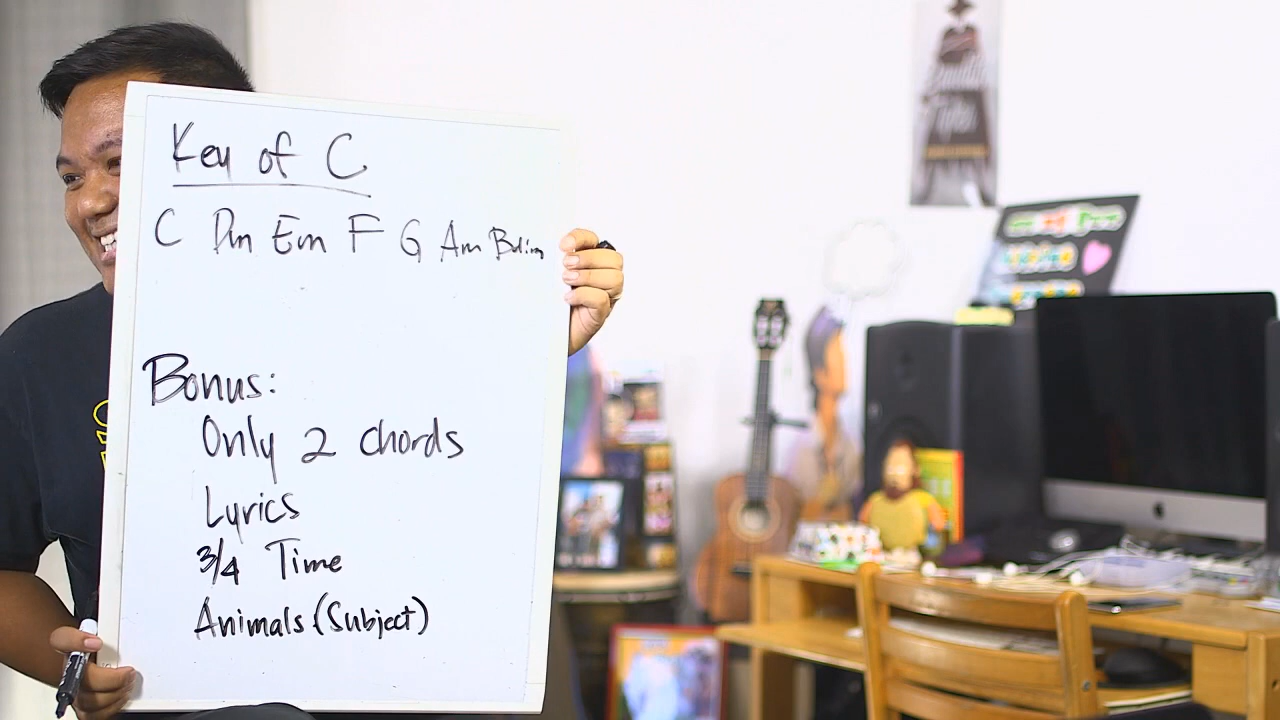 Key of C
C Dm Em F G Am Bdim
Bonus:
Only 2 chords
Lyrics
3/4 Time
Animals (Subject)